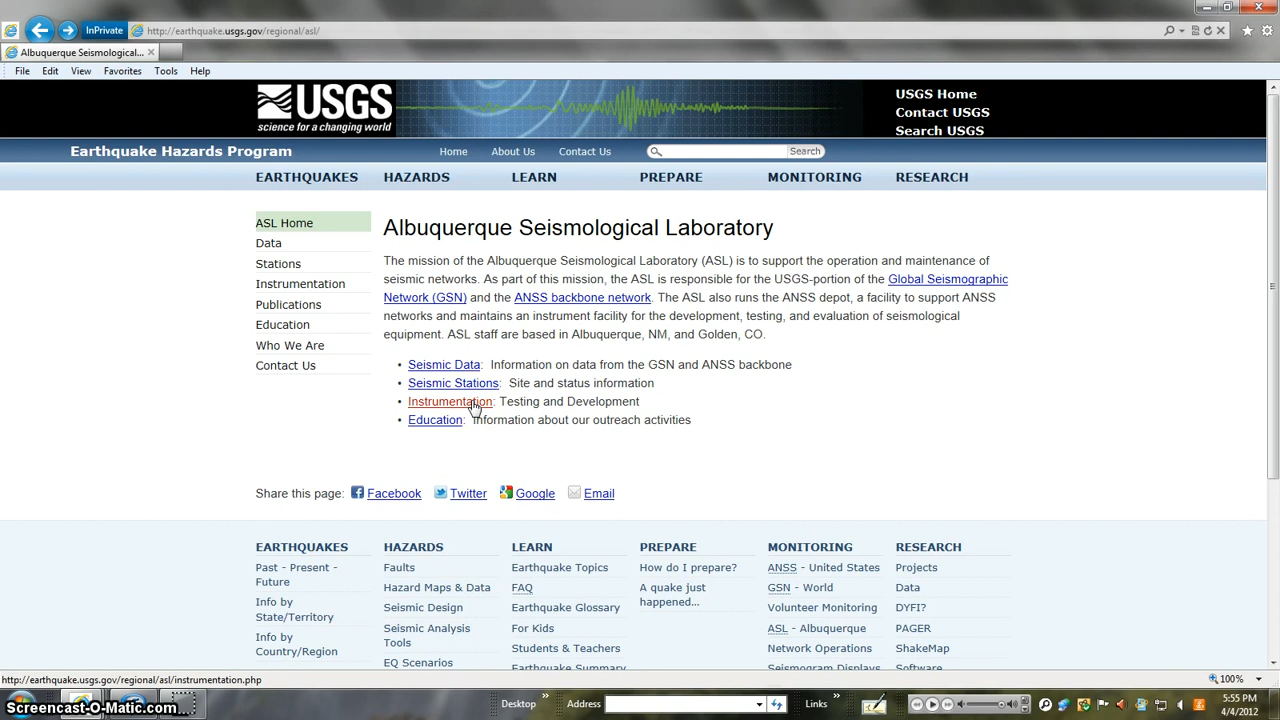 InPrivate http://earthquake.usgs.gov/regional/asl/
Albuquerque Seismological...
File Edit View Favorites Tools Help
USGS
science for a changing world
USGS Home
Contact USGS
Search USGS
Earthquake Hazards Program Home About Us Contact Us Search
EARTHQUAKES HAZARDS LEARN PREPARE MONITORING RESEARCH
ASL Home
Data
Stations
Instrumentation
Publications
Education
Who We Are
Contact Us
Albuquerque Seismological Laboratory
The mission of the Albuquerque Seismological Laboratory (ASL) is to support the operation and maintenance of
seismic networks. As part of this mission, the ASL is responsible for the USGS-portion of the Global Seismographic
Network (GSN) and the ANSS backbone network. The ASL also runs the ANSS depot, a facility to support ANSS
networks and maintains an instrument facility for the development, testing, and evaluation of seismological
equipment. ASL staff are based in Albuquerque, NM, and Golden, CO.
• Seismic Data: Information on data from the GSN and ANSS backbone
• Seismic Stations: Site and status information
• Instrumentation: Testing and Development
• Education: Information about our outreach activities
Share this page: Facebook Twitter Google Email
EARTHQUAKES
Past - Present -
Future
Info by
State/Territory
Info by
Country/Region
HAZARDS
Faults
Hazard Maps & Data
Seismic Design
Seismic Analysis
Tools
EQ Scenarios
LEARN
Earthquake Topics
FAQ
Earthquake Glossary
For Kids
Students & Teachers
Earthquake Summary
PREPARE
How do I prepare?
A quake just
happened...
MONITORING
ANSS - United States
GSN - World
Volunteer Monitoring
ASL - Albuquerque
Network Operations
Seismogram Displays
RESEARCH
Projects
Data
DYFI?
PAGER
ShakeMap
Software
http://earthquake.usgs.gov/regional/asl/instrumentation.php
100%
Screencast-O-Matic.com
Desktop » Address Links »
5:55 PM
4/4/2012